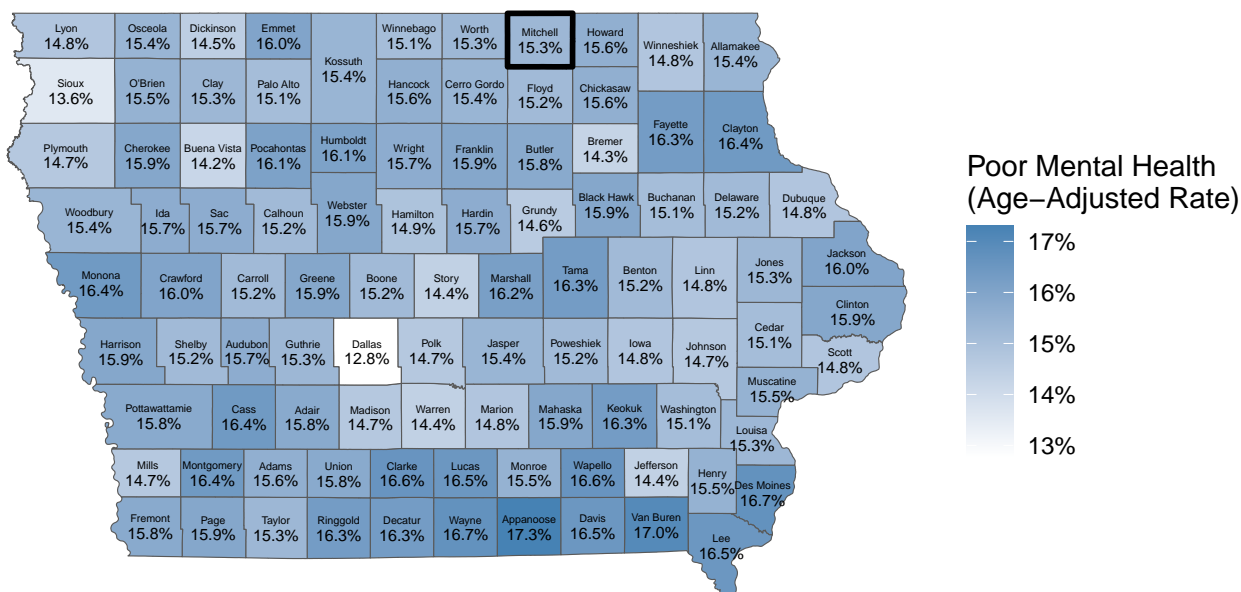 Lyon
14.8%
Osceola
15.4%
Dickinson
14.5%
Emmet
16.0%
Kossuth
15.4%
Winnebago
15.1%
Worth
15.3%
Mitchell
15.3%
Howard
15.6%
Winneshiek
14.8%
Allamakee
15.4%
Sioux
13.6%
O'Brien
15.5%
Clay
15.3%
Palo Alto
15.1%
Hancock
15.6%
Cerro Gordo
15.4%
Floyd
15.2%
Chickasaw
15.6%
Plymouth
14.7%
Cherokee
15.9%
Buena Vista
14.2%
Pocahontas
16.1%
Humboldt
16.1%
Wright
15.7%
Franklin
15.9%
Butler
15.8%
Bremer
14.3%
Fayette
16.3%
Clayton
16.4%
Woodbury
15.4%
Ida
15.7%
Sac
15.7%
Calhoun
15.2%
Webster
15.9%
Hamilton
14.9%
Hardin
15.7%
Grundy
14.6%
Black Hawk
15.9%
Buchanan
15.1%
Delaware
15.2%
Dubuque
14.8%
Monona
16.4%
Crawford
16.0%
Carroll
15.2%
Greene
15.9%
Boone
15.2%
Story
14.4%
Marshall
16.2%
Tama
16.3%
Benton
15.2%
Linn
14.8%
Jones
15.3%
Jackson
16.0%
Clinton
15.9%
Harrison
15.9%
Shelby
15.2%
Audubon
15.7%
Guthrie
15.3%
Dallas
12.8%
Polk
14.7%
Jasper
15.4%
Poweshiek
15.2%
Iowa
14.8%
Johnson
14.7%
Cedar
15.1%
Scott
14.8%
Muscatine
15.5%
Pottawattamie
15.8%
Cass
16.4%
Adair
15.8%
Madison
14.7%
Warren
14.4%
Marion
14.8%
Mahaska
15.9%
Keokuk
16.3%
Washington
15.1%
Louisa
15.3%
Mills
14.7%
Montgomery
16.4%
Adams
15.6%
Union
15.8%
Clarke
16.6%
Lucas
16.5%
Monroe
15.5%
Wapello
16.6%
Jefferson
14.4%
Henry
15.5%
Des Moines
16.7%
Fremont
15.8%
Page
15.9%
Taylor
15.3%
Ringgold
16.3%
Decatur
16.3%
Wayne
16.7%
Appanoose
17.3%
Davis
16.5%
Van Buren
17.0%
Lee
16.5%
Poor Mental Health
(Age−Adjusted Rate)
17%
16%
15%
14%
13%